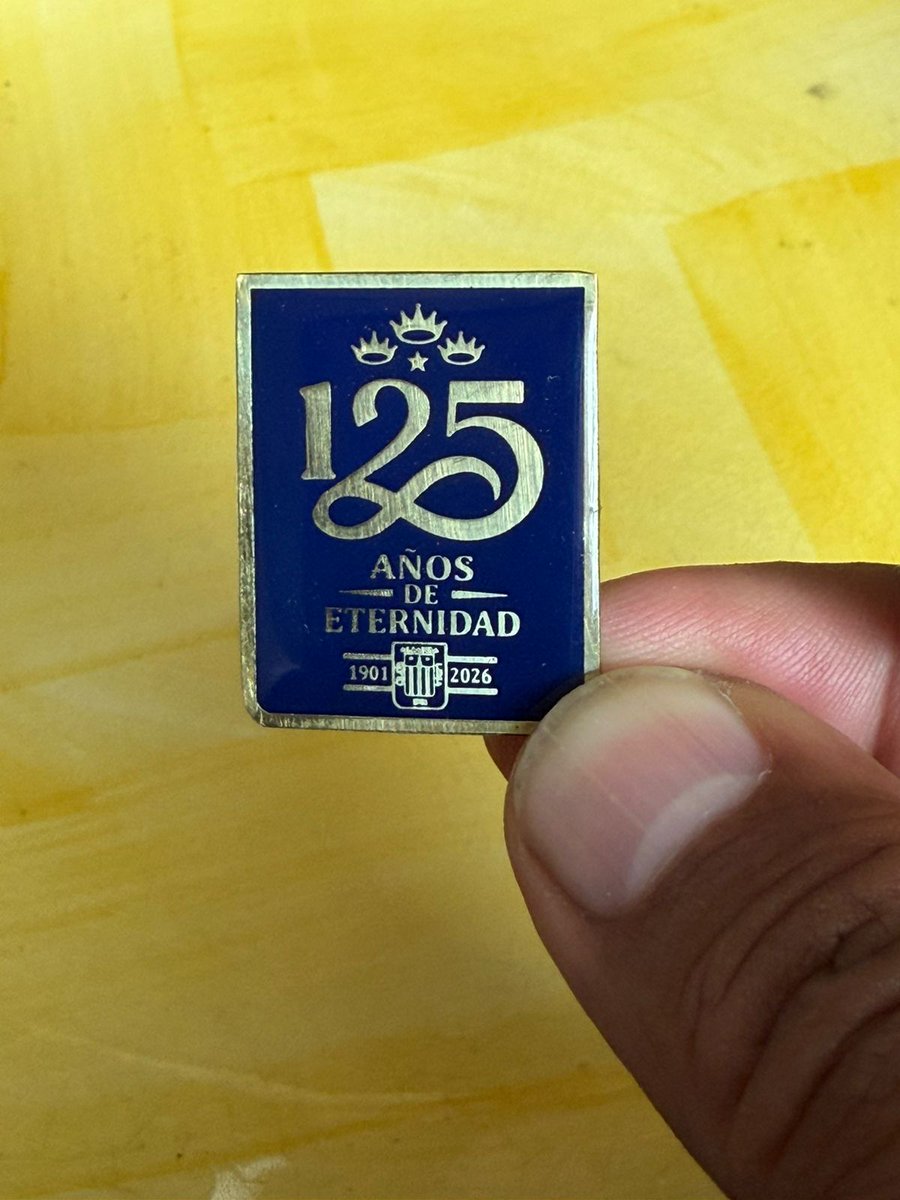 125
AÑOS
DE
ETERNIDAD
1901 2026